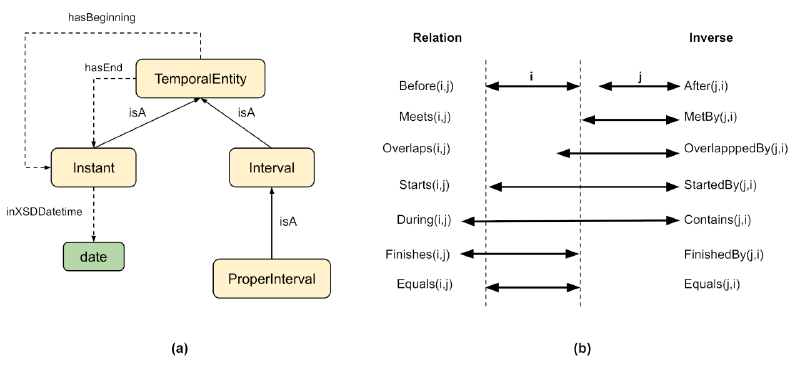 hasBeginning
hasEnd
TemporalEntity
isA
isA
Instant
Interval
inXSDDatetime
isA
date
ProperInterval
(a)
Relation
Inverse
Before(i,j)
i
j
After(j,i)
Meets(i,j)
MetBy(j,i)
Overlaps(i,j)
OverlapppedBy(j,i)
Starts(i,j)
StartedBy(j,i)
During(i,j)
Contains(j,i)
Finishes(i,j)
FinishedBy(j,i)
Equals(i,j)
Equals(j,i)
(b)